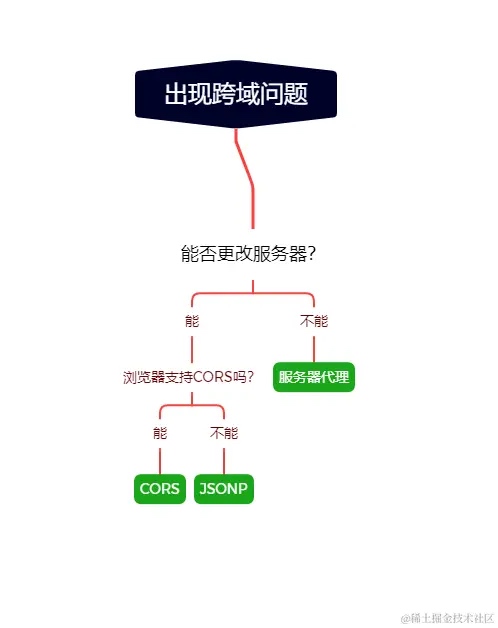 出现跨域问题
能否更改服务器?
能
不能
浏览器支持CORS吗?
服务器代理
能
不能
CORS
JSONP
@稀土掘金技术社区